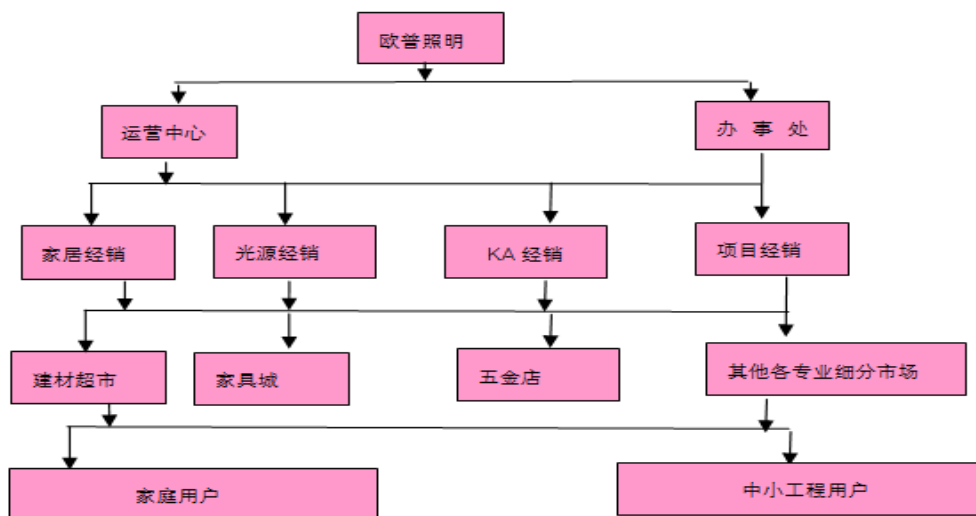 欧普照明
运营中心
办 事 处
家居经销
光源经销
KA 经销
项目经销
建材超市
家具城
五金店
其他各专业细分市场
家庭用户
中小工程用户